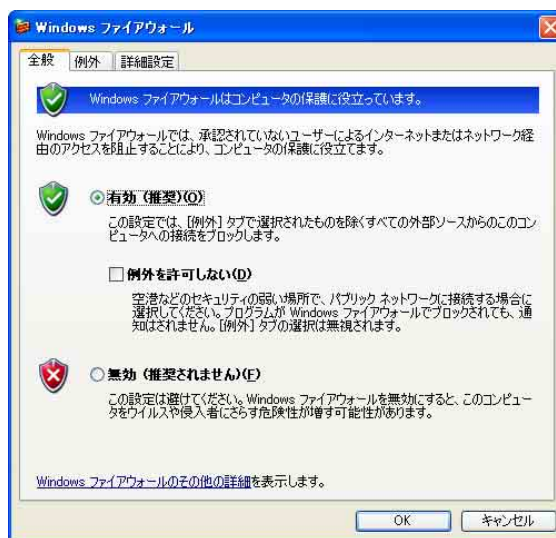 Windows ファイアウォール
全般 例外 詳細設定
Windows ファイアウォールはコンピュータの保護に役立っています。
Windows ファイアウォールでは、承認されていないユーザーによるインターネットまたはネットワーク経
由のアクセスを阻止することにより、コンピュータの保護に役立てます。
有効 (推奨)(O)
この設定では、[例外] タブで選択されたものを除くすべての外部ソースからのこのコン
ピュータへの接続をブロックします。
例外を許可しない(D)
空港などのセキュリティの弱い場所で、パブリック ネットワークに接続する場合に
選択してください。プログラムが Windows ファイアウォールでブロックされても、通
知はされません。[例外] タブの選択は無視されます。
無効 (推奨されません)(F)
この設定は避けてください。Windows ファイアウォールを無効にすると、このコンピュー
タをウイルスや侵入者にさらす危険性が増す可能性があります。
Windows ファイアウォールのその他の詳細を表示します。
OK キャンセル